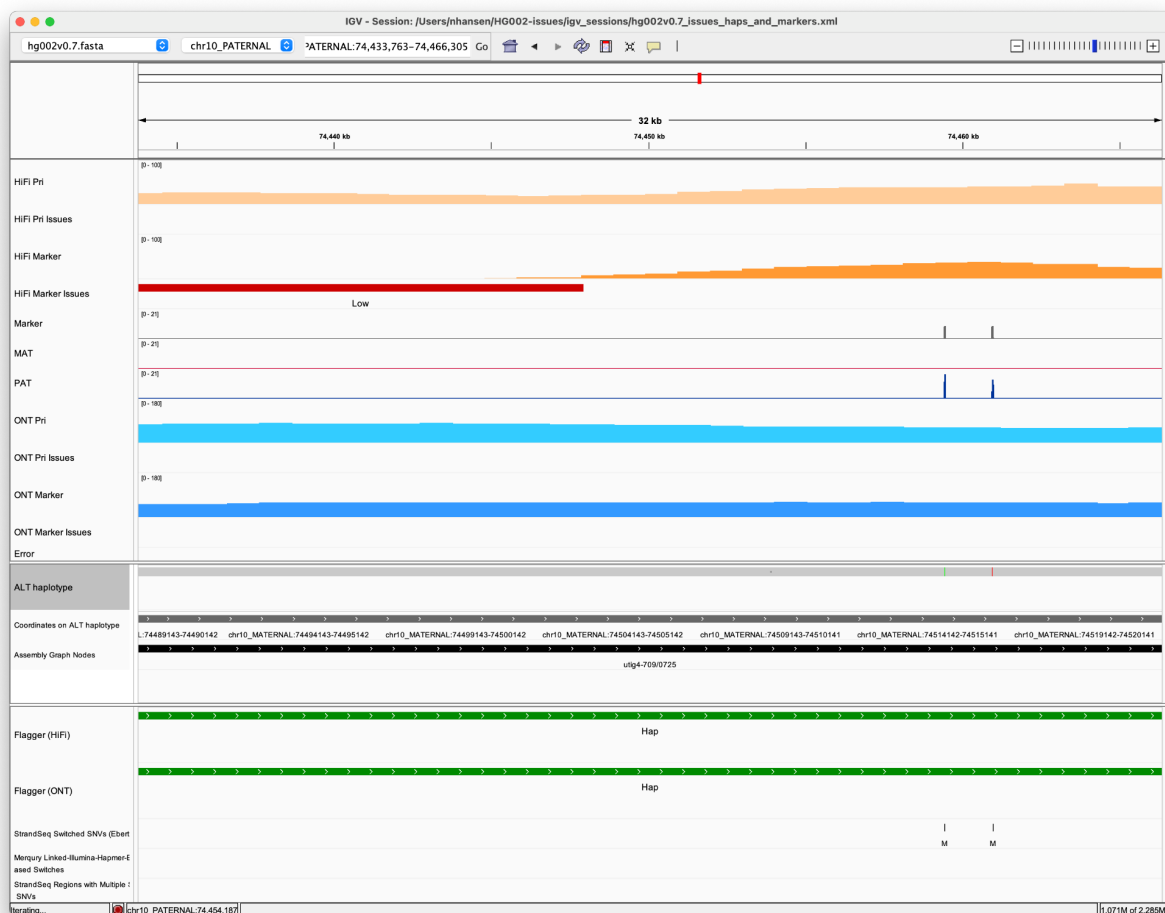 IGV - Session: /Users/nhansen/HG002-issues/igv_sessions/hg002v0.7_issues_haps_and_markers.xml
hg002v0.7.fasta chr10_PATERNAL PATERNAL:74,433,763-74,466,305 Go
32 kb
74,440 kb 74,450 kb 74,460 kb
[0 - 100]
HiFi Pri
HiFi Pri Issues
[0 - 100]
HiFi Marker
HiFi Marker Issues
Low
[0 - 21]
Marker
[0 - 21]
MAT
[0 - 21]
PAT
[0 - 180]
ONT Pri
ONT Pri Issues
[0 - 180]
ONT Marker
ONT Marker Issues
Error
ALT haplotype
Coordinates on ALT haplotype
L:74489143-74490142 chr10_MATERNAL:74494143-74495142 chr10_MATERNAL:74499143-74500142 chr10_MATERNAL:74504143-74505142 chr10_MATERNAL:74509143-74510141 chr10_MATERNAL:74514142-74515141 chr10_MATERNAL:74519142-74520141
Assembly Graph Nodes
utig4-709/0725
Flagger (HiFi)
Hap
Flagger (ONT)
Hap
StrandSeq Switched SNVs (Ebert
M M
Merqury Linked-Illumina-Hapmer-B
ased Switches
StrandSeq Regions with Multiple S
SNVs
Iterating... chr10_PATERNAL:74,454,187 1,071M of 2,285M